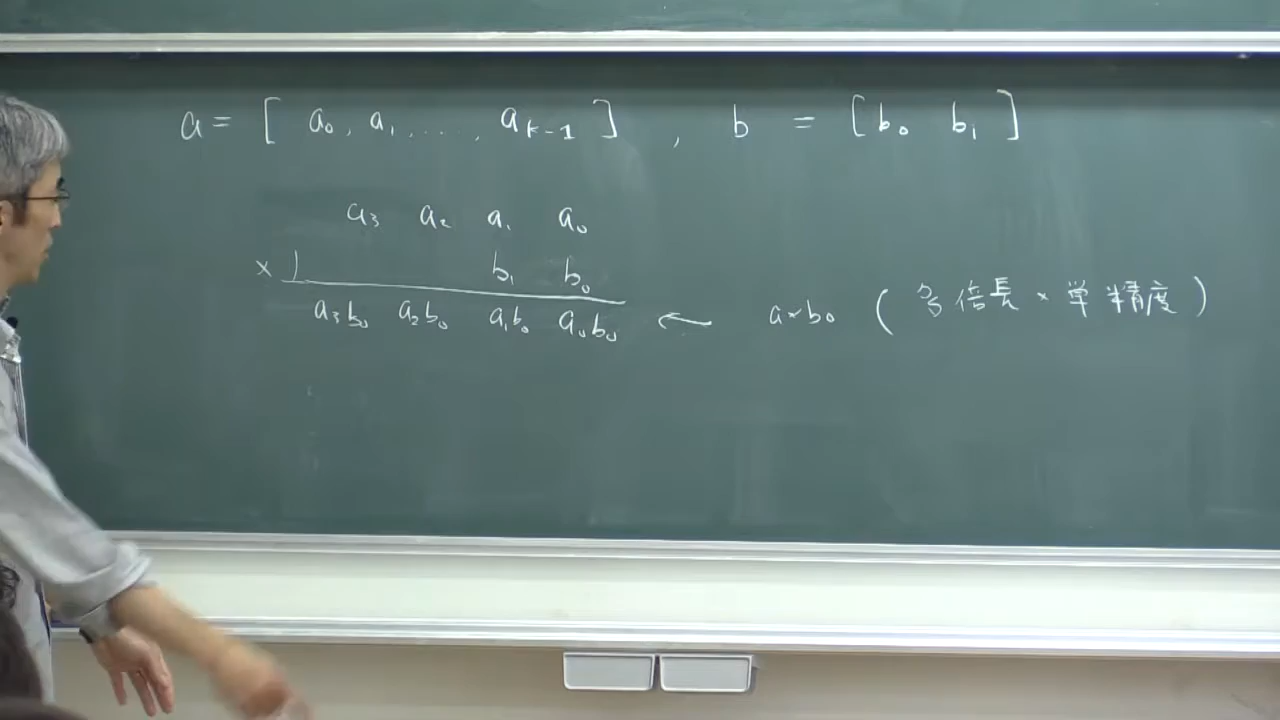 a = [ a₀, a₁, ..., aₖ₋₁ ] , b = [ b₀ b₁ ]
a₃ a₂ a₁ a₀
× ) b₁ b₀
a₃b₀ a₂b₀ a₁b₀ a₀b₀ ← a × b₀ ( 多倍長 × 単精度 )